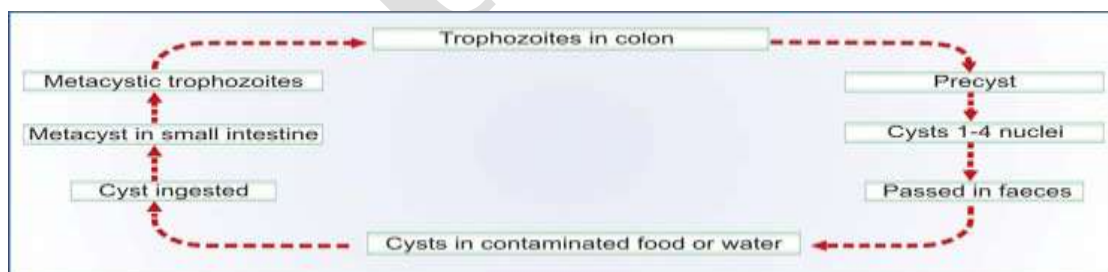 Trophozoites in colon
Metacystic trophozoites
Precyst
Metacyst in small intestine
Cysts 1-4 nuclei
Cyst ingested
Passed in faeces
Cysts in contaminated food or water